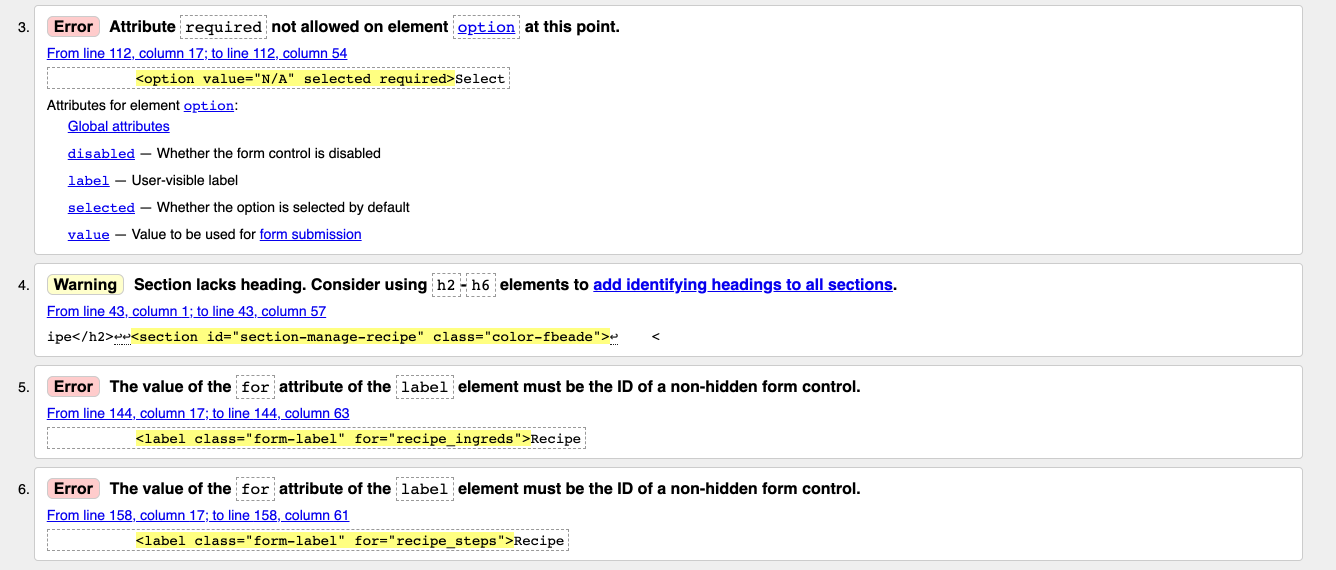 3. Error Attribute required not allowed on element option at this point.
From line 112, column 17; to line 112, column 54
<option value="N/A" selected required>Select
Attributes for element option:
Global attributes
disabled — Whether the form control is disabled
label — User-visible label
selected — Whether the option is selected by default
value — Value to be used for form submission
4. Warning Section lacks heading. Consider using h2-h6 elements to add identifying headings to all sections.
From line 43, column 1; to line 43, column 57
ipe</h2>↩↩<section id="section-manage-recipe" class="color-fbeade">↩ <
5. Error The value of the for attribute of the label element must be the ID of a non-hidden form control.
From line 144, column 17; to line 144, column 63
<label class="form-label" for="recipe_ingreds">Recipe
6. Error The value of the for attribute of the label element must be the ID of a non-hidden form control.
From line 158, column 17; to line 158, column 61
<label class="form-label" for="recipe_steps">Recipe